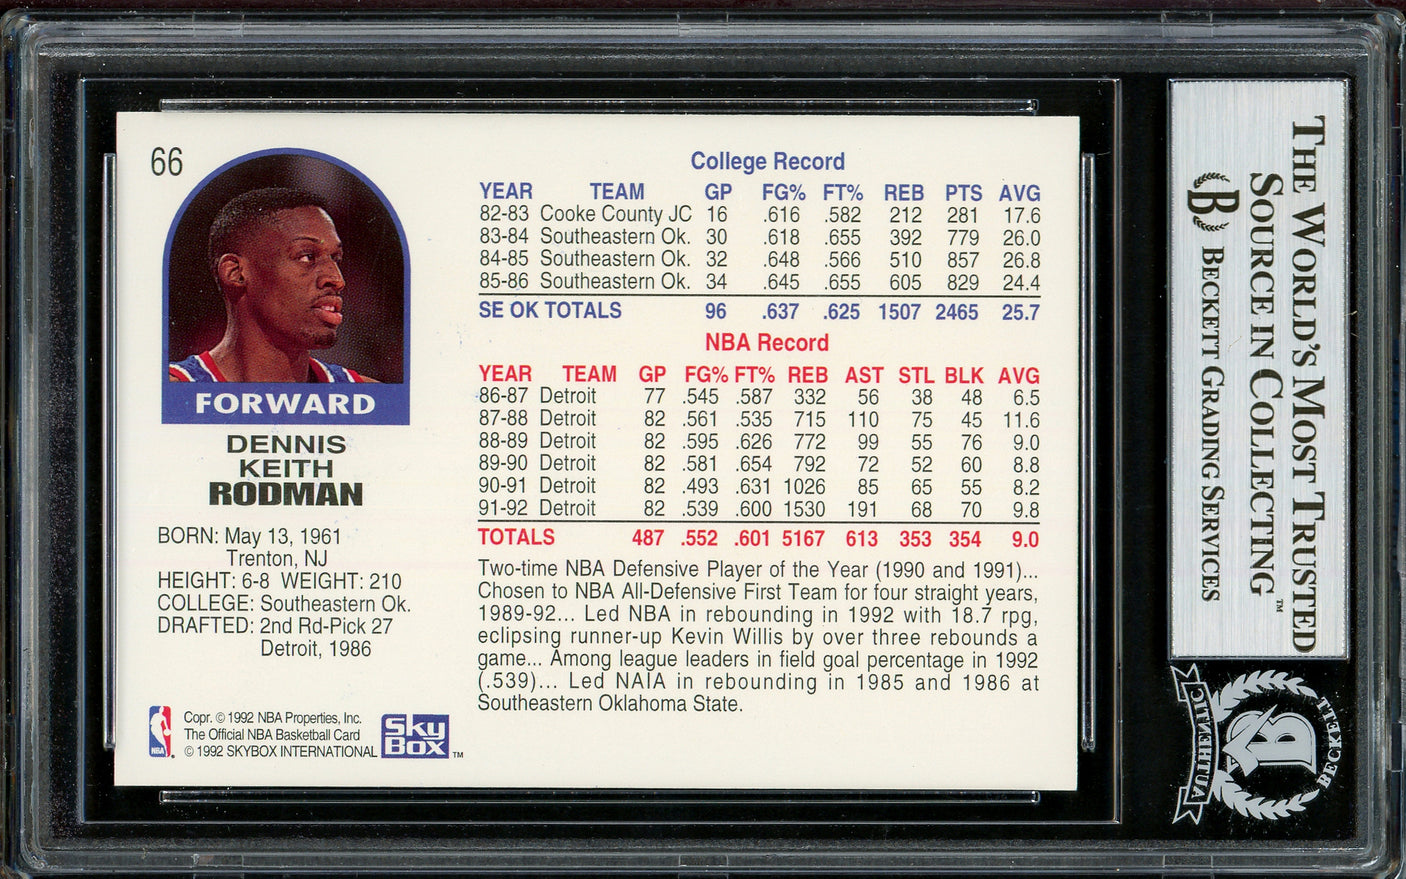 66
FORWARD
DENNIS
KEITH
RODMAN
BORN: May 13, 1961
Trenton, NJ
HEIGHT: 6-8 WEIGHT: 210
COLLEGE: Southeastern Ok.
DRAFTED: 2nd Rd-Pick 27
Detroit, 1986
NBA
Copr. © 1992 NBA Properties, Inc.
The Official NBA Basketball Card
© 1992 SKYBOX INTERNATIONAL
Sky
Box ™
College Record
YEAR TEAM GP FG% FT% REB PTS AVG
82-83 Cooke County JC 16 .616 .582 212 281 17.6
83-84 Southeastern Ok. 30 .618 .655 392 779 26.0
84-85 Southeastern Ok. 32 .648 .566 510 857 26.8
85-86 Southeastern Ok. 34 .645 .655 605 829 24.4
SE OK TOTALS 96 .637 .625 1507 2465 25.7
NBA Record
YEAR TEAM GP FG% FT% REB AST STL BLK AVG
86-87 Detroit 77 .545 .587 332 56 38 48 6.5
87-88 Detroit 82 .561 .535 715 110 75 45 11.6
88-89 Detroit 82 .595 .626 772 99 55 76 9.0
89-90 Detroit 82 .581 .654 792 72 52 60 8.8
90-91 Detroit 82 .493 .631 1026 85 65 55 8.2
91-92 Detroit 82 .539 .600 1530 191 68 70 9.8
TOTALS 487 .552 .601 5167 613 353 354 9.0
Two-time NBA Defensive Player of the Year (1990 and 1991)...
Chosen to NBA All-Defensive First Team for four straight years,
1989-92... Led NBA in rebounding in 1992 with 18.7 rpg,
eclipsing runner-up Kevin Willis by over three rebounds a
game... Among league leaders in field goal percentage in 1992
(.539)... Led NAIA in rebounding in 1985 and 1986 at
Southeastern Oklahoma State.
THE WORLD'S MOST TRUSTED
SOURCE IN COLLECTING™
B BECKETT GRADING SERVICES
BECKETT
B
AUTHENTIC